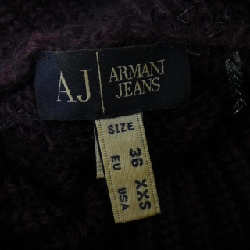 AJ
ARMANI
JEANS
SIZE
36 XXS
EU USA